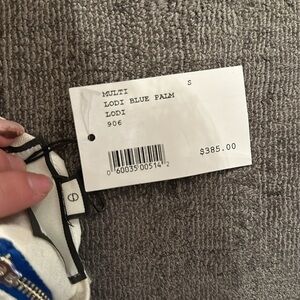 MULTI S
LODI BLUE PALM
LODI
906
0 60035 00514 2
$385.00